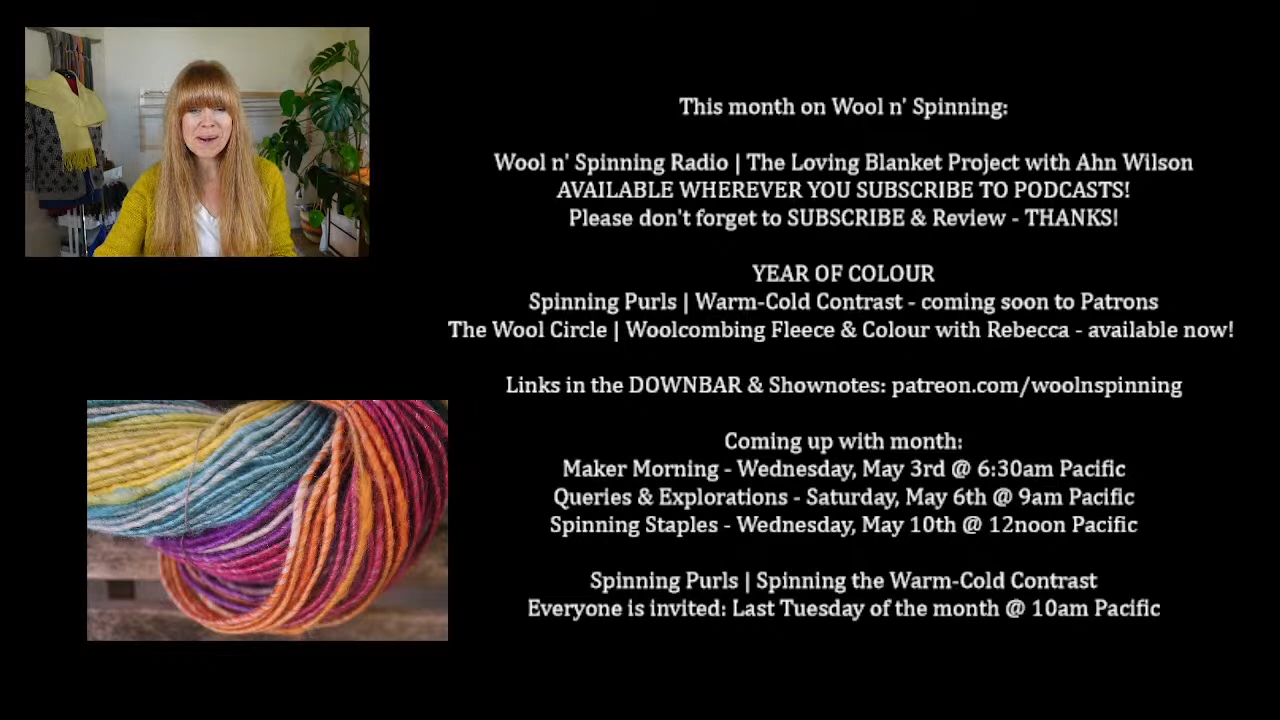 This month on Wool n' Spinning:
Wool n' Spinning Radio | The Loving Blanket Project with Ahn Wilson
AVAILABLE WHEREVER YOU SUBSCRIBE TO PODCASTS!
Please don't forget to SUBSCRIBE & Review - THANKS!
YEAR OF COLOUR
Spinning Purls | Warm-Cold Contrast - coming soon to Patrons
The Wool Circle | Woolcombing Fleece & Colour with Rebecca - available now!
Links in the DOWNBAR & Shownotes: patreon.com/woolnspinning
Coming up with month:
Maker Morning - Wednesday, May 3rd @ 6:30am Pacific
Queries & Explorations - Saturday, May 6th @ 9am Pacific
Spinning Staples - Wednesday, May 10th @ 12noon Pacific
Spinning Purls | Spinning the Warm-Cold Contrast
Everyone is invited: Last Tuesday of the month @ 10am Pacific